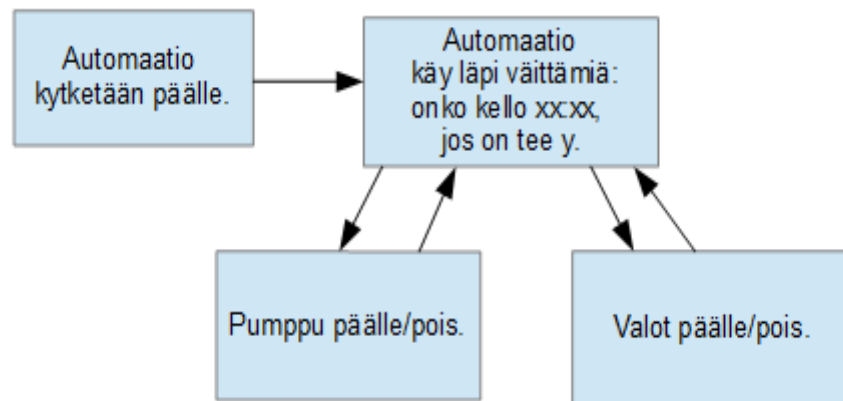 Automaatio
kytketään päälle.
Automaatio
käy läpi väittämiä:
onko kello xx:xx,
jos on tee y.
Pumppu päälle/pois.
Valot päälle/pois.